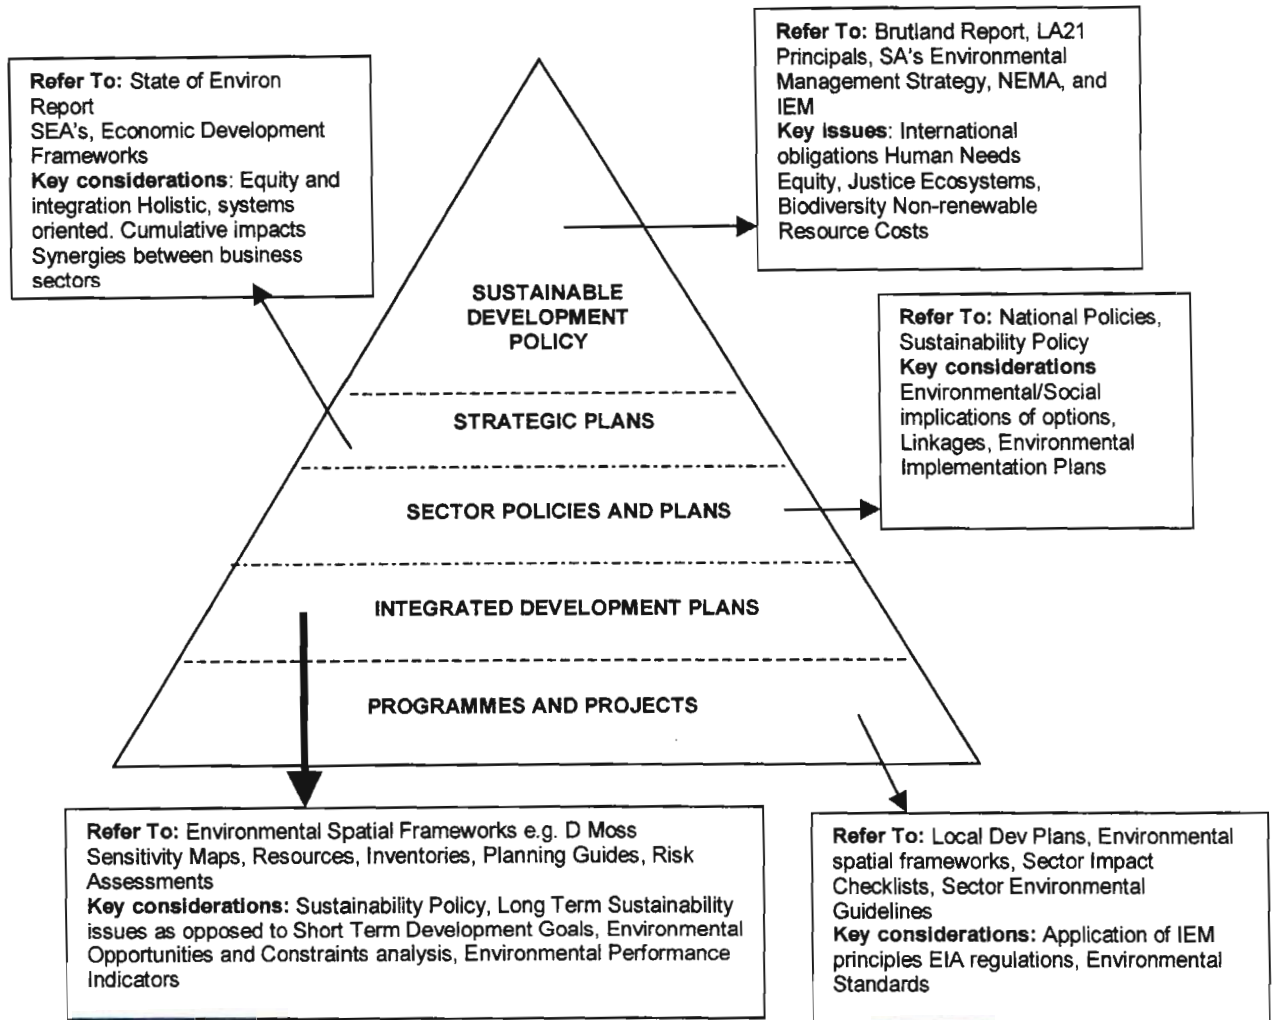 Refer To: State of Environ
Report
SEA's, Economic Development
Frameworks
Key considerations: Equity and
integration Holistic, systems
oriented. Cumulative impacts
Synergies between business
sectors
Refer To: Brutland Report, LA21
Principals, SA's Environmental
Management Strategy, NEMA, and
IEM
Key issues: International
obligations Human Needs
Equity, Justice Ecosystems,
Biodiversity Non-renewable
Resource Costs
SUSTAINABLE
DEVELOPMENT
POLICY
Refer To: National Policies,
Sustainability Policy
Key considerations
Environmental/Social
implications of options,
Linkages, Environmental
Implementation Plans
STRATEGIC PLANS
SECTOR POLICIES AND PLANS
INTEGRATED DEVELOPMENT PLANS
PROGRAMMES AND PROJECTS
Refer To: Environmental Spatial Frameworks e.g. D Moss
Sensitivity Maps, Resources, Inventories, Planning Guides, Risk
Assessments
Key considerations: Sustainability Policy, Long Term Sustainability
issues as opposed to Short Term Development Goals, Environmental
Opportunities and Constraints analysis, Environmental Performance
Indicators
Refer To: Local Dev Plans, Environmental
spatial frameworks, Sector Impact
Checklists, Sector Environmental
Guidelines
Key considerations: Application of IEM
principles EIA regulations, Environmental
Standards